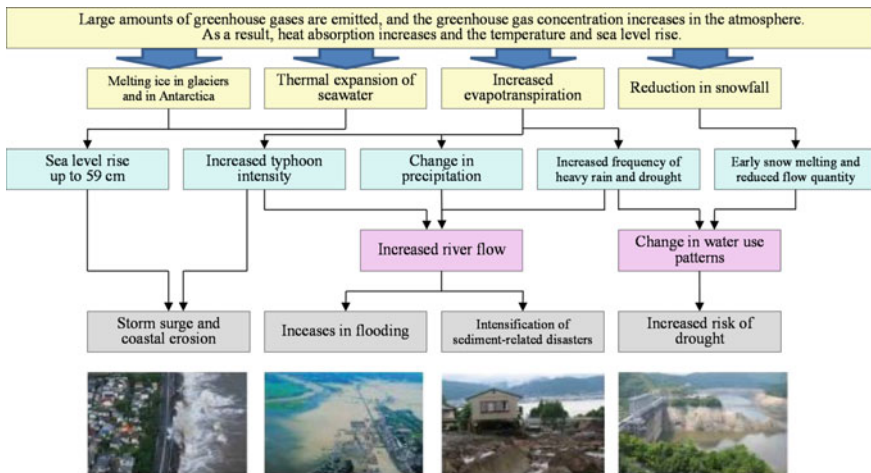 Large amounts of greenhouse gases are emitted, and the greenhouse gas concentration increases in the atmosphere.
As a result, heat absorption increases and the temperature and sea level rise.
Melting ice in glaciers
and in Antarctica
Thermal expansion of
seawater
Increased
evapotranspiration
Reduction in snowfall
Sea level rise
up to 59 cm
Increased typhoon
intensity
Change in
precipitation
Increased frequency of
heavy rain and drought
Early snow melting and
reduced flow quantity
Increased river flow
Change in water use
patterns
Storm surge and
coastal erosion
Inceases in flooding
Intensification of
sediment-related disasters
Increased risk of
drought